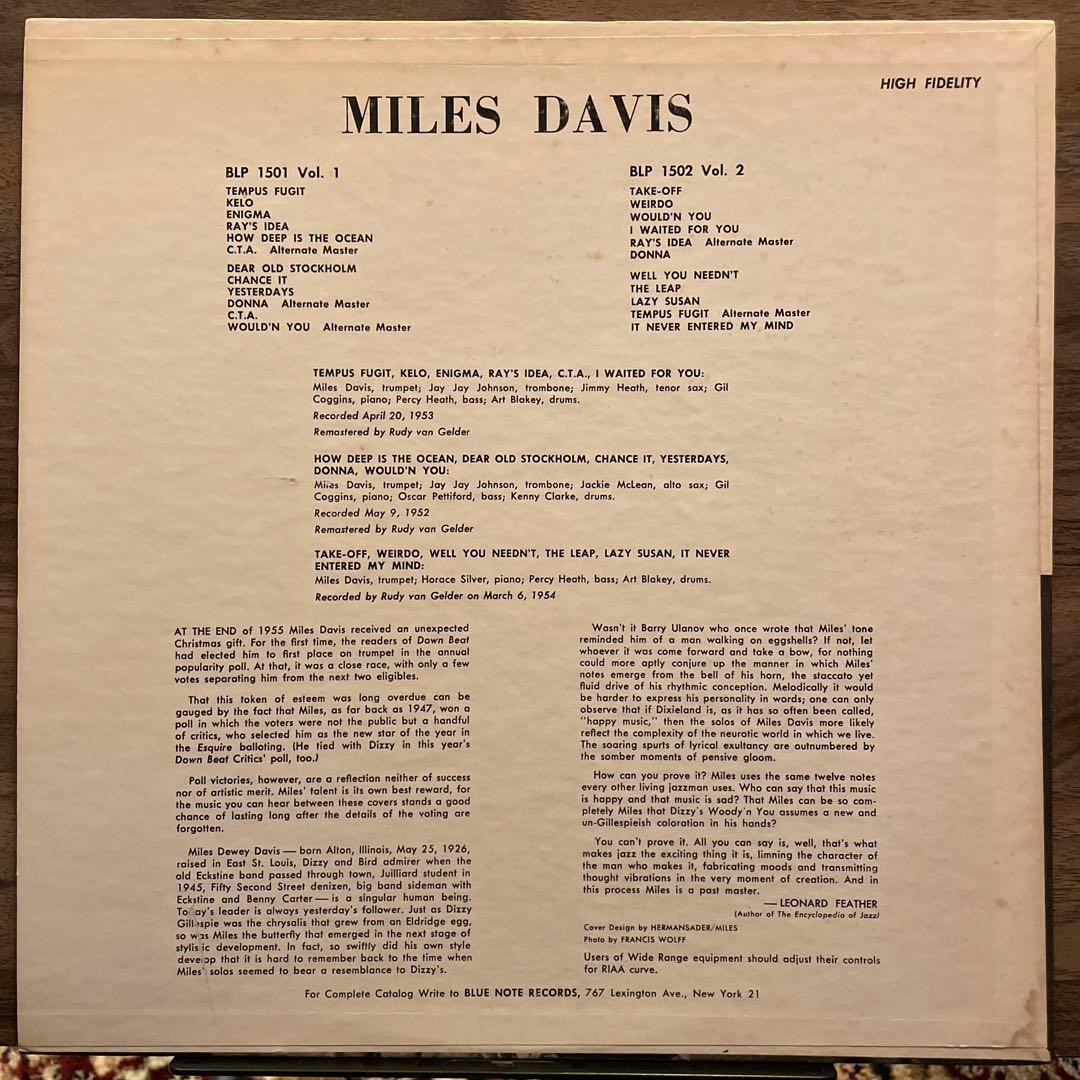 HIGH FIDELITY
MILES DAVIS
BLP 1501 Vol. 1
TEMPUS FUGIT
KELO
ENIGMA
RAY'S IDEA
HOW DEEP IS THE OCEAN
C.T.A. Alternate Master
DEAR OLD STOCKHOLM
CHANCE IT
YESTERDAYS
DONNA Alternate Master
C.T.A.
WOULD'N YOU Alternate Master
BLP 1502 Vol. 2
TAKE-OFF
WEIRDO
WOULD'N YOU
I WAITED FOR YOU
RAY'S IDEA Alternate Master
DONNA
WELL YOU NEEDN'T
THE LEAP
LAZY SUSAN
TEMPUS FUGIT Alternate Master
IT NEVER ENTERED MY MIND
TEMPUS FUGIT, KELO, ENIGMA, RAY'S IDEA, C.T.A., I WAITED FOR YOU:
Miles Davis, trumpet; Jay Jay Johnson, trombone; Jimmy Heath, tenor sax; Gil
Coggins, piano; Percy Heath, bass; Art Blakey, drums.
Recorded April 20, 1953
Remastered by Rudy van Gelder
HOW DEEP IS THE OCEAN, DEAR OLD STOCKHOLM, CHANCE IT, YESTERDAYS,
DONNA, WOULD'N YOU:
Miles Davis, trumpet; Jay Jay Johnson, trombone; Jackie McLean, alto sax; Gil
Coggins, piano; Oscar Pettiford, bass; Kenny Clarke, drums.
Recorded May 9, 1952
Remastered by Rudy van Gelder
TAKE-OFF, WEIRDO, WELL YOU NEEDN'T, THE LEAP, LAZY SUSAN, IT NEVER
ENTERED MY MIND:
Miles Davis, trumpet; Horace Silver, piano; Percy Heath, bass; Art Blakey, drums.
Recorded by Rudy van Gelder on March 6, 1954
AT THE END of 1955 Miles Davis received an unexpected
Christmas gift. For the first time, the readers of Down Beat
had elected him to first place on trumpet in the annual
popularity poll. At that, it was a close race, with only a few
votes separating him from the next two eligibles.
That this token of esteem was long overdue can be
gauged by the fact that Miles, as far back as 1947, won a
poll in which the voters were not the public but a handful
of critics, who selected him as the new star of the year in
the Esquire balloting. (He tied with Dizzy in this year's
Down Beat Critics' poll, too.)
Poll victories, however, are a reflection neither of success
nor of artistic merit. Miles' talent is its own best reward, for
the music you can hear between these covers stands a good
chance of lasting long after the details of the voting are
forgotten.
Miles Dewey Davis — born Alton, Illinois, May 25, 1926,
raised in East St. Louis, Dizzy and Bird admirer when the
old Eckstine band passed through town, Juilliard student in
1945, Fifty Second Street denizen, big band sideman with
Eckstine and Benny Carter — is a singular human being.
Today's leader is always yesterday's follower. Just as Dizzy
Gillespie was the chrysalis that grew from an Eldridge egg,
so was Miles the butterfly that emerged in the next stage of
stylistic development. In fact, so swiftly did his own style
develop that it is hard to remember back to the time when
Miles' solos seemed to bear a resemblance to Dizzy's.
Wasn't it Barry Ulanov who once wrote that Miles' tone
reminded him of a man walking on eggshells? If not, let
whoever it was come forward and take a bow, for nothing
could more aptly conjure up the manner in which Miles'
notes emerge from the bell of his horn, the staccato yet
fluid drive of his rhythmic conception. Melodically it would
be harder to express his personality in words; one can only
observe that if Dixieland is, as it has so often been called,
"happy music," then the solos of Miles Davis more likely
reflect the complexity of the neurotic world in which we live.
The soaring spurts of lyrical exultancy are outnumbered by
the somber moments of pensive gloom.
How can you prove it? Miles uses the same twelve notes
every other living jazzman uses. Who can say that this music
is happy and that music is sad? That Miles can be so com-
pletely Miles that Dizzy's Woody'n You assumes a new and
un-Gillespieish coloration in his hands?
You can't prove it. All you can say is, well, that's what
makes jazz the exciting thing it is, limning the character of
the man who makes it, fabricating moods and transmitting
thought vibrations in the very moment of creation. And in
this process Miles is a past master.
— LEONARD FEATHER
(Author of The Encyclopedia of Jazz)
Cover Design by HERMANSADER/MILES
Photo by FRANCIS WOLFF
Users of Wide Range equipment should adjust their controls
for RIAA curve.
For Complete Catalog Write to BLUE NOTE RECORDS, 767 Lexington Ave., New York 21